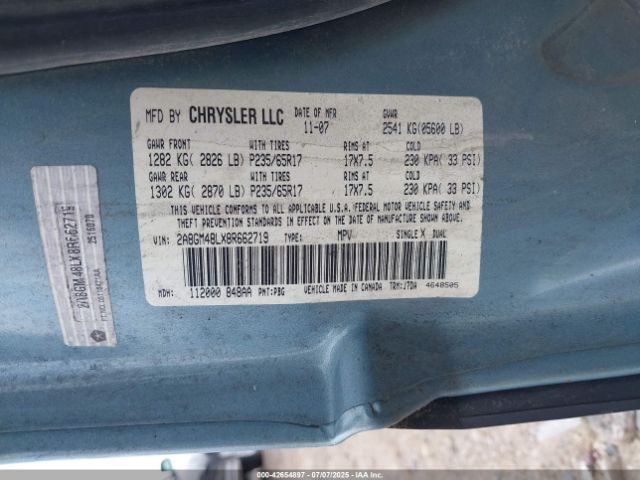 MFD BY CHRYSLER LLC DATE OF MFR GVWR
11-07 2541 KG(05600 LB)
GAWR FRONT WITH TIRES RIMS AT COLD
1282 KG( 2826 LB) P235/65R17 17X7.5 230 KPA( 33 PSI)
GAWR REAR WITH TIRES RIMS AT COLD
1302 KG( 2870 LB) P235/65R17 17X7.5 230 KPA( 33 PSI)
THIS VEHICLE CONFORMS TO ALL APPLICABLE U.S.A.FEDERAL MOTOR VEHICLE SAFETY AND
THEFT PREVENTION STANDARDS IN EFFECT ON THE DATE OF MANUFACTURE SHOWN ABOVE.
VIN: 2A8GM48LX8R662719 TYPE: MPV SINGLE X DUAL
MDH: 112000 848AA PNT:PBG VEHICLE MADE IN CANADA TRM:J7DA 4648505
2A8GM48LX8R662719
000-42654897 - 07/07/2025 - IAAI.COM